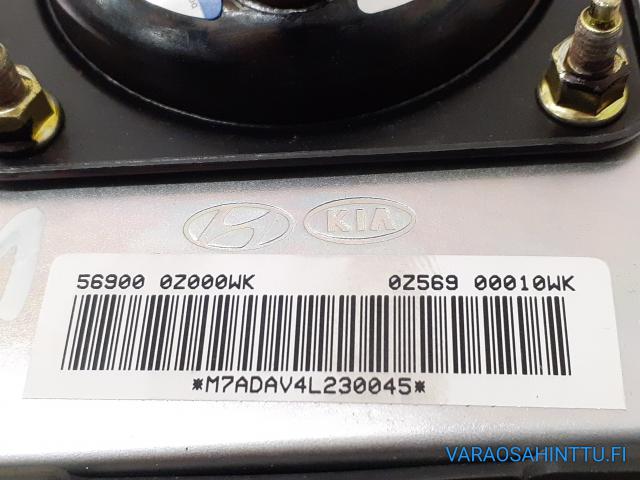 KIA
56900 0Z000WK 0Z569 00010WK
*M7ADAV4L230045*
VARAOSAHINTTU.FI